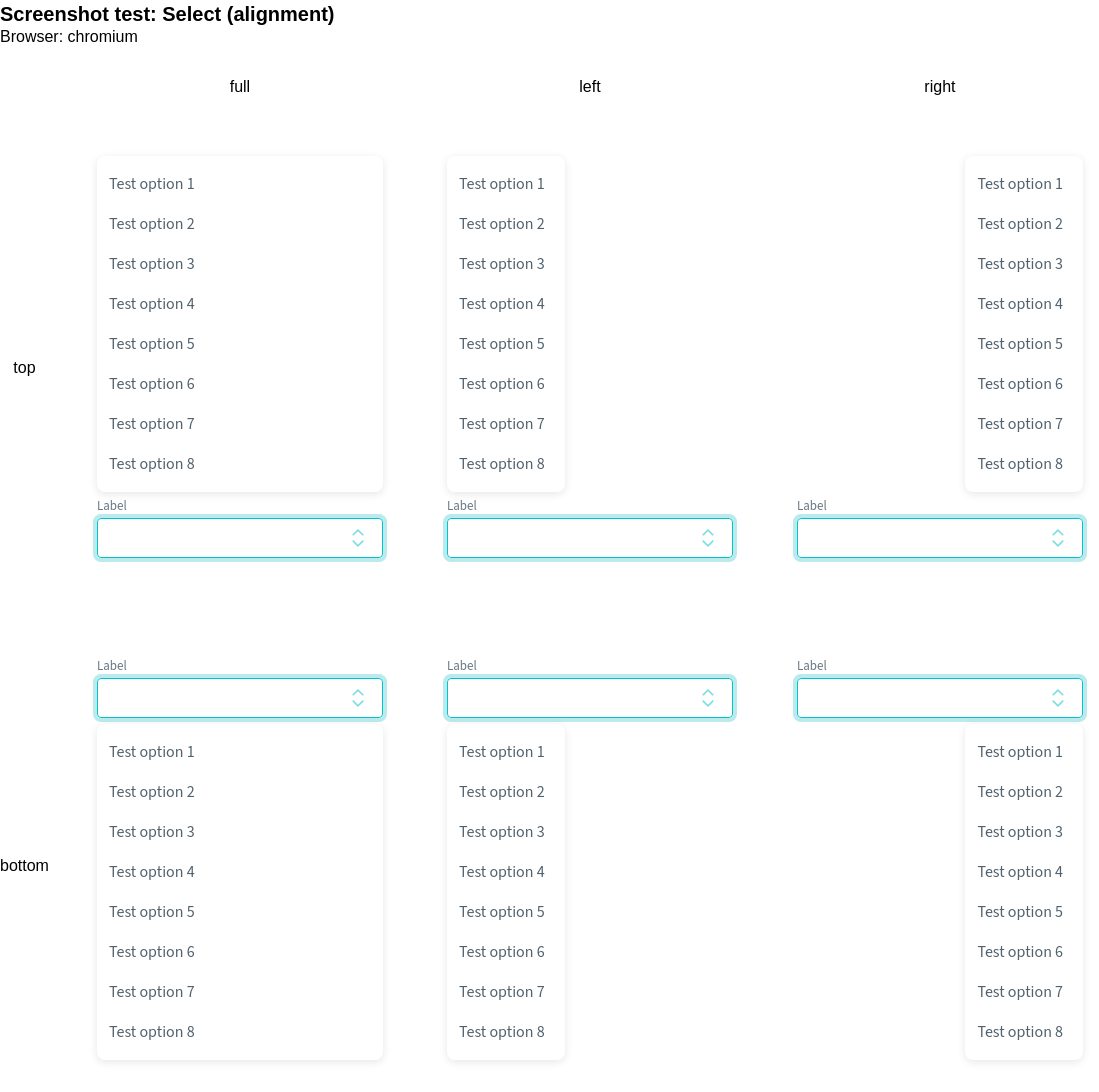 Screenshot test: Select (alignment)
Browser: chromium
full left right
Test option 1 Test option 1 Test option 1
Test option 2 Test option 2 Test option 2
Test option 3 Test option 3 Test option 3
Test option 4 Test option 4 Test option 4
Test option 5 Test option 5 Test option 5
top
Test option 6 Test option 6 Test option 6
Test option 7 Test option 7 Test option 7
Test option 8 Test option 8 Test option 8
Label Label Label
Label Label Label
Test option 1 Test option 1 Test option 1
Test option 2 Test option 2 Test option 2
Test option 3 Test option 3 Test option 3
bottom
Test option 4 Test option 4 Test option 4
Test option 5 Test option 5 Test option 5
Test option 6 Test option 6 Test option 6
Test option 7 Test option 7 Test option 7
Test option 8 Test option 8 Test option 8